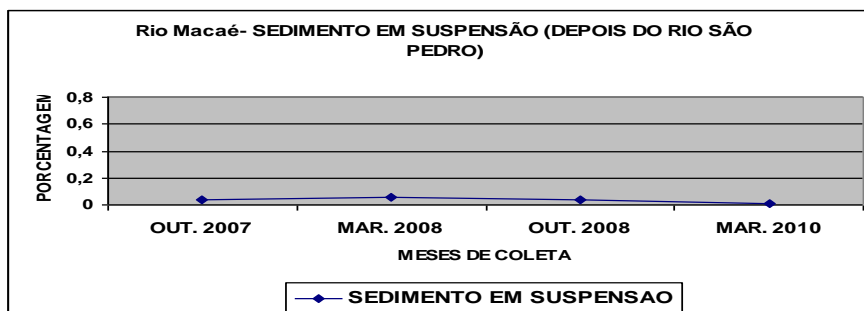 Rio Macaé- SEDIMENTO EM SUSPENSÃO (DEPOIS DO RIO SÃO
PEDRO)
PORCENTAGEM
0,8
0,6
0,4
0,2
0
OUT. 2007 MAR. 2008 OUT. 2008 MAR. 2010
MESES DE COLETA
SEDIMENTO EM SUSPENSAO